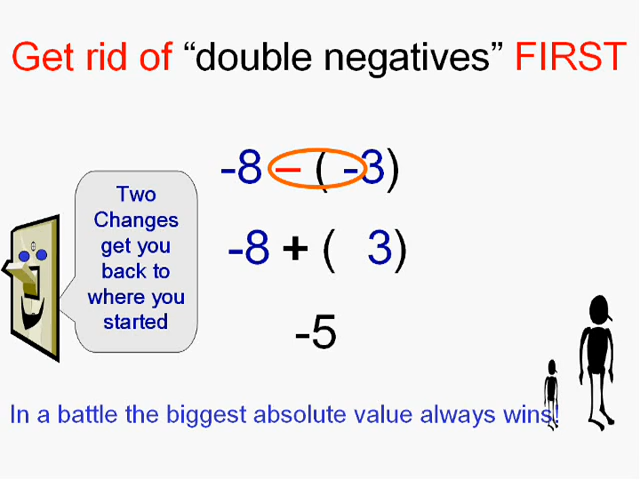 Get rid of “double negatives” FIRST
-8 – ( -3)
Two
Changes
get you
back to
where you
started
-8 + ( 3)
-5
In a battle the biggest absolute value always wins!